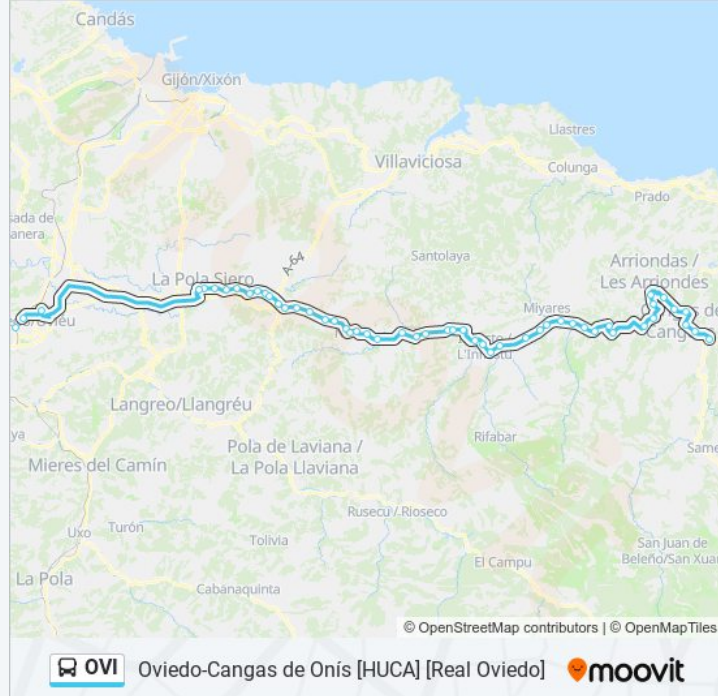 Candás
Gijón/Xixón
Llastres
Villaviciosa
Colunga
Prado
sada de
anera
Santolaya
A-64
Arriondas /
Les Arriondes
La Pola Siero
Miyares
Langreo/Llangréu
Rifabar
Pola de Laviana /
La Pola Llaviana
Same
Mieres del Camín
Rusecu / Rioseco
Uxo
Turón
Tolivia
San Juan de
Beleño/San Xuar
El Campu
La Pola
Cabanaquinta
© OpenStreetMap contributors | © OpenMapTiles
OVI Oviedo-Cangas de Onís [HUCA] [Real Oviedo] moovit